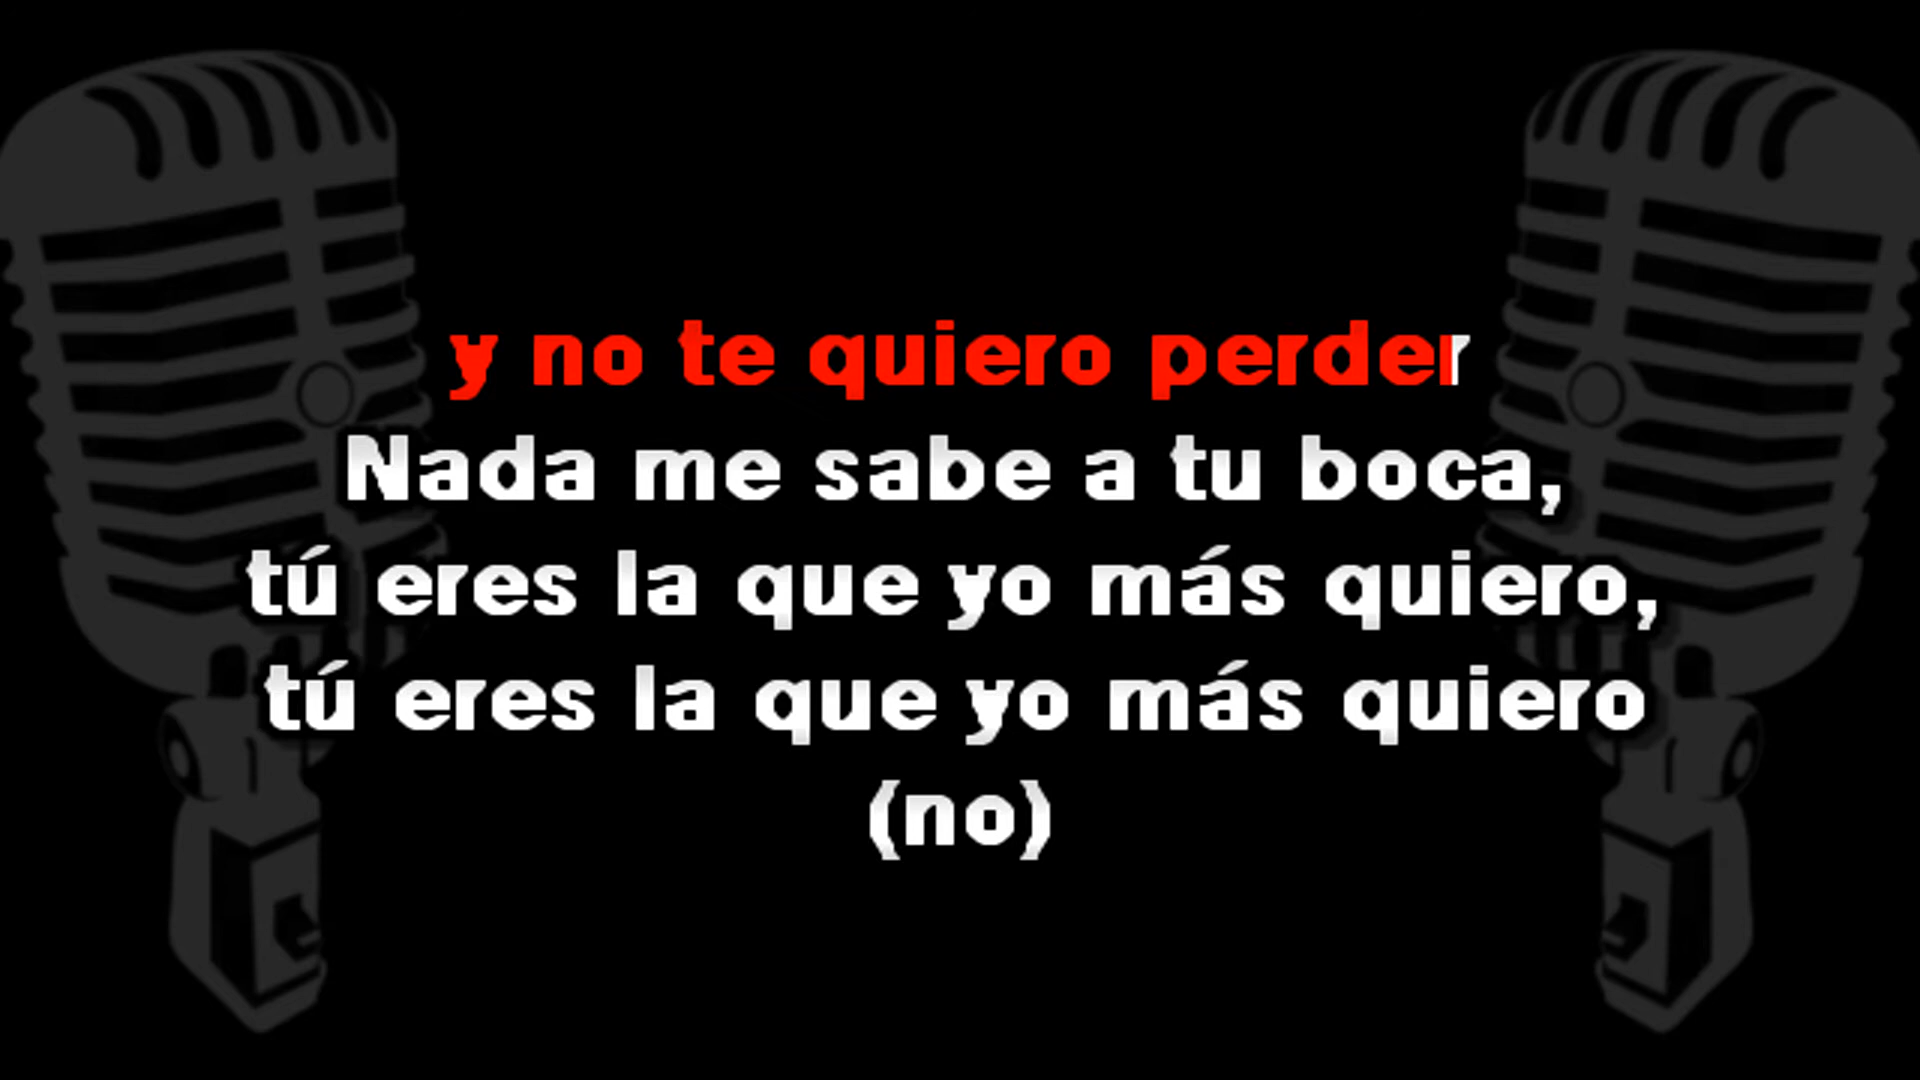 y no te quiero perder
Nada me sabe a tu boca,
tú eres la que yo más quiero,
tú eres la que yo más quiero
(no)